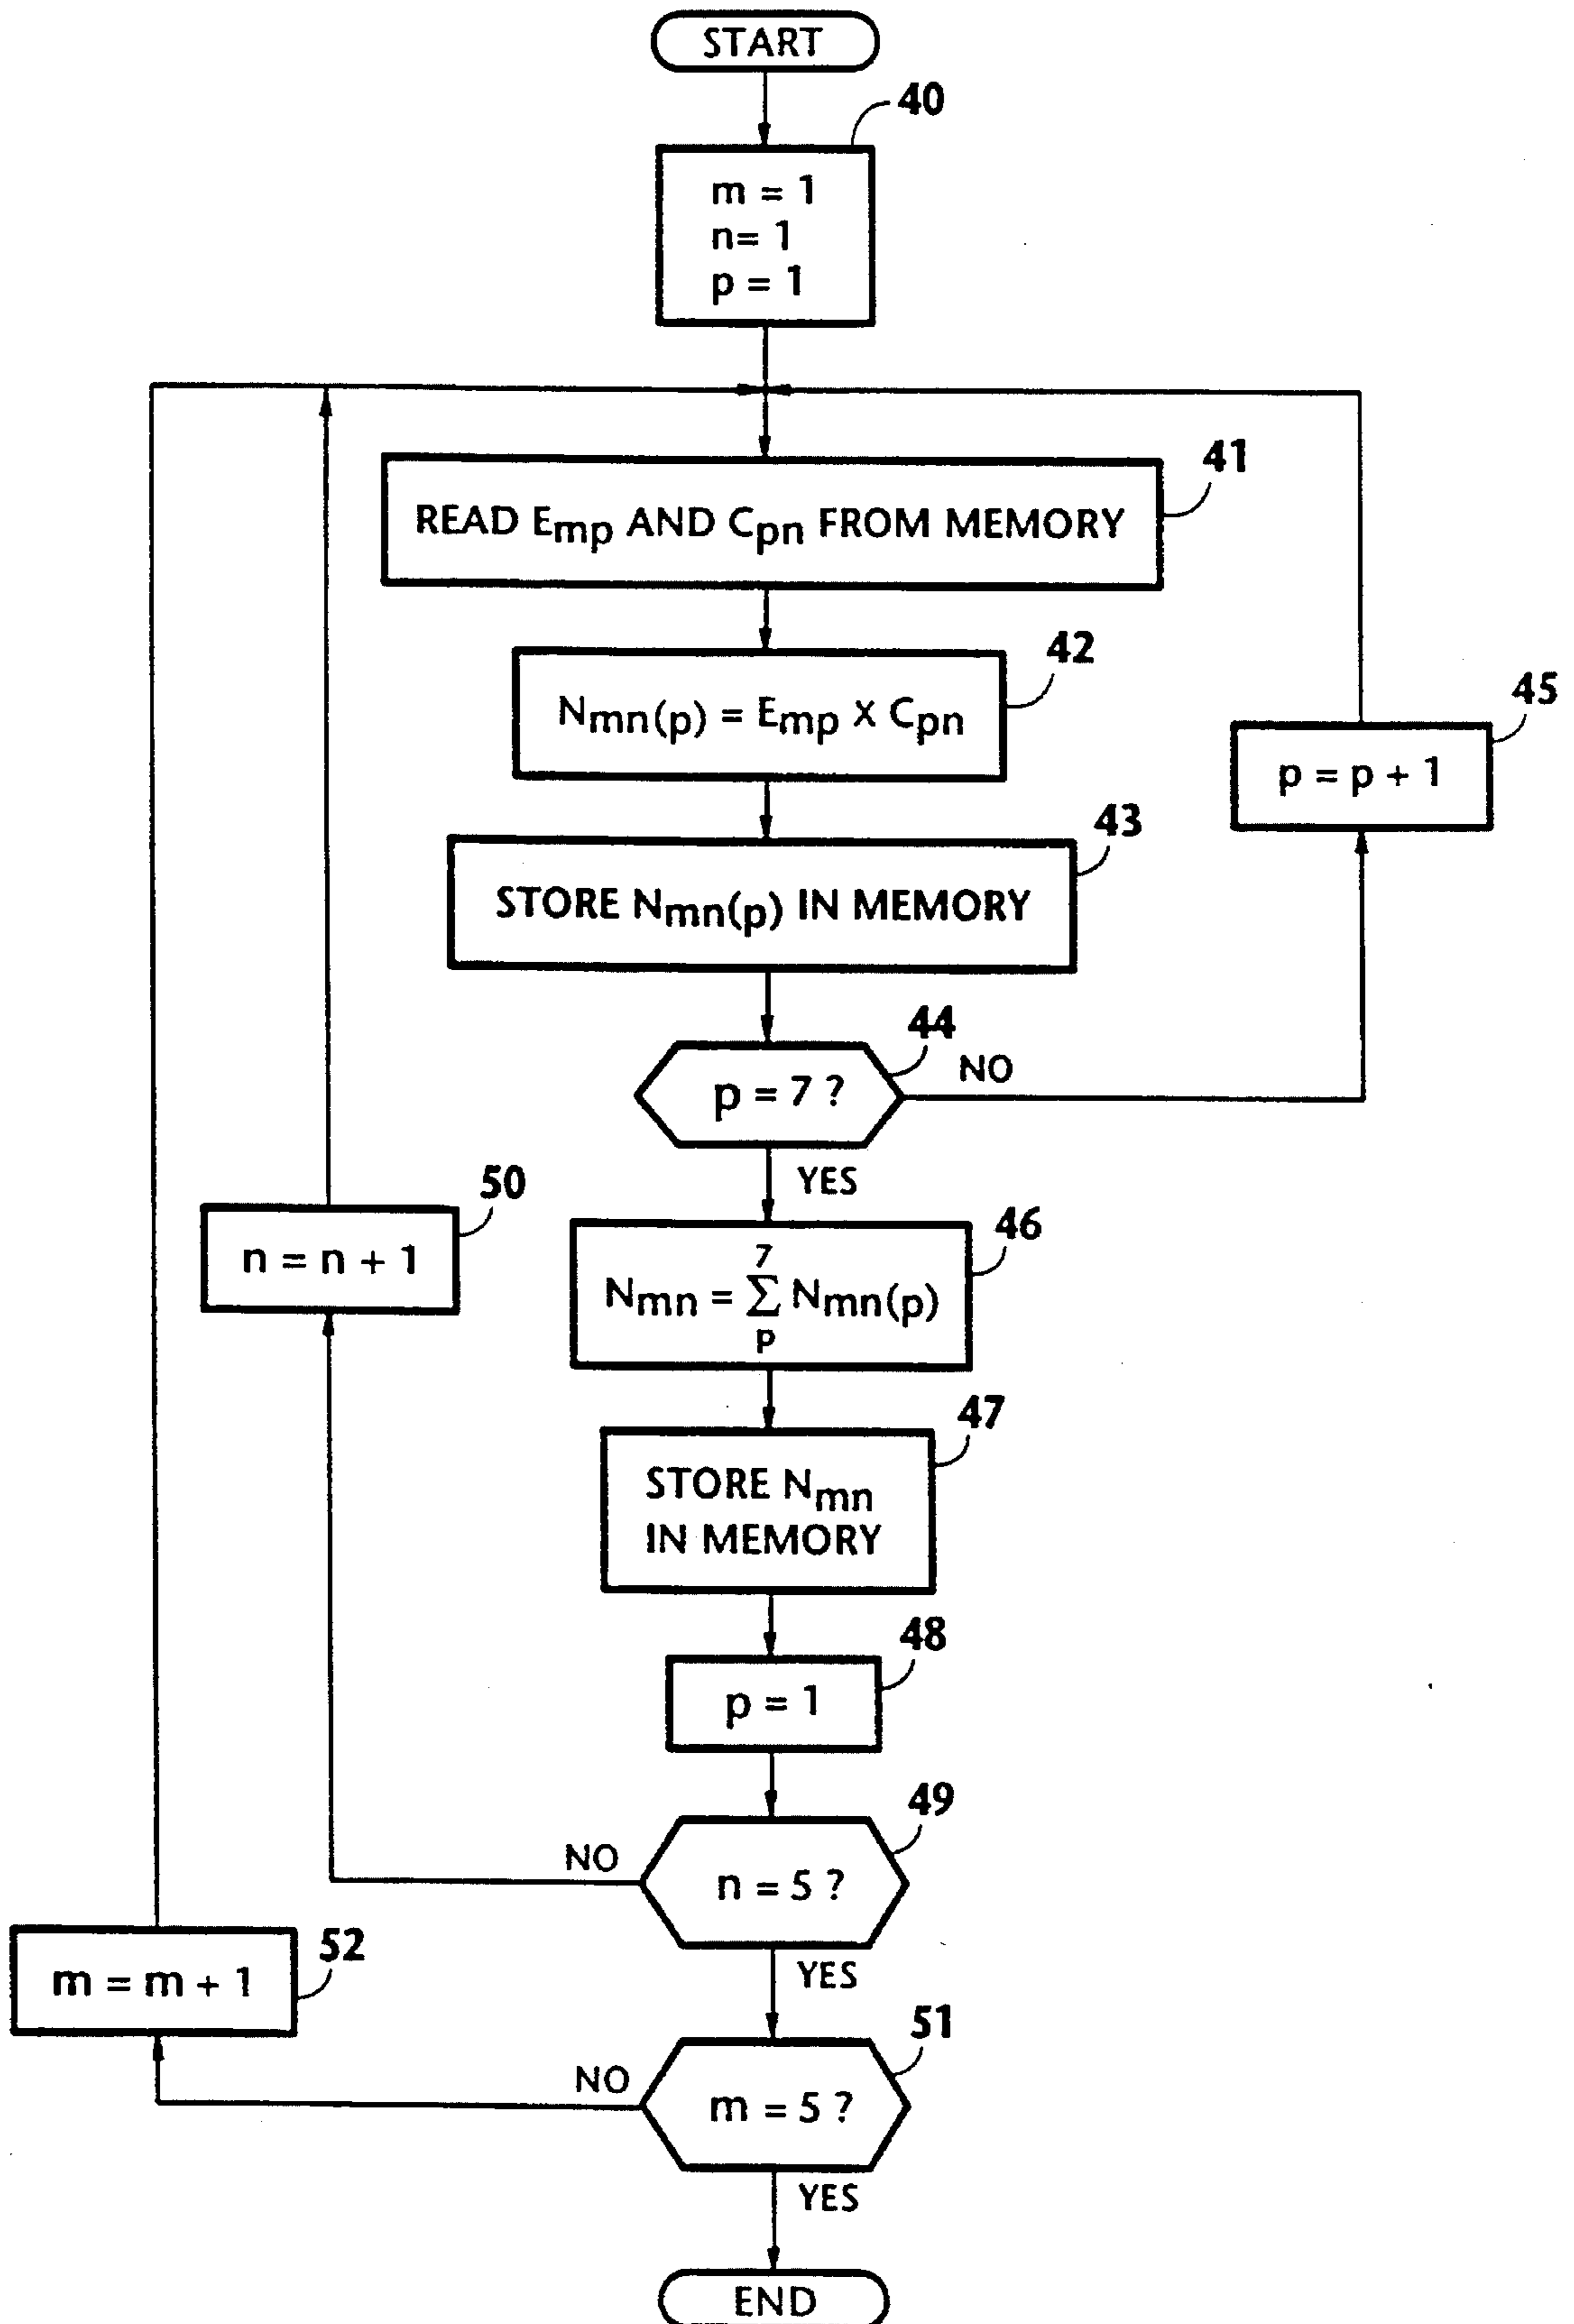 START
40
m = 1
n= 1
p = 1
41
READ Emp AND Cpn FROM MEMORY
42
Nmn(p) = Emp X Cpn
45
p = p + 1
43
STORE Nmn(p) IN MEMORY
44
p = 7 ?
NO
YES
50
n = n + 1
46
7
Nmn = Σ Nmn(p)
p
47
STORE Nmn
IN MEMORY
48
p = 1
49
n = 5 ?
NO
YES
52
m = m + 1
51
m = 5 ?
NO
YES
END